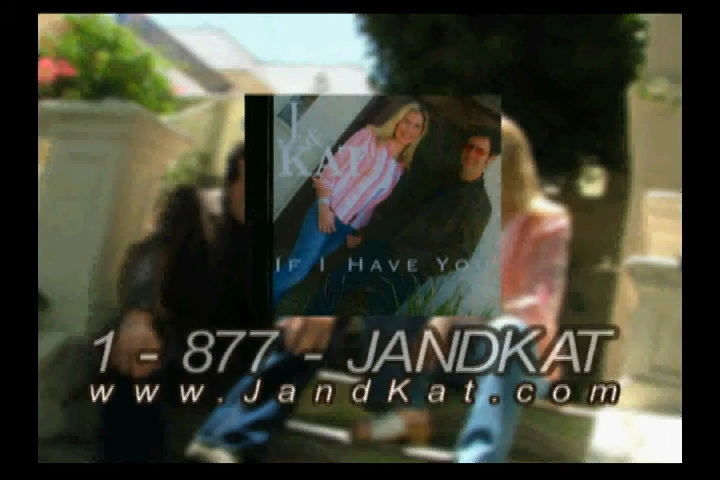 J.
&
KAT
IF I HAVE YOU
1 - 877 - JANDKAT
www.JandKat.com